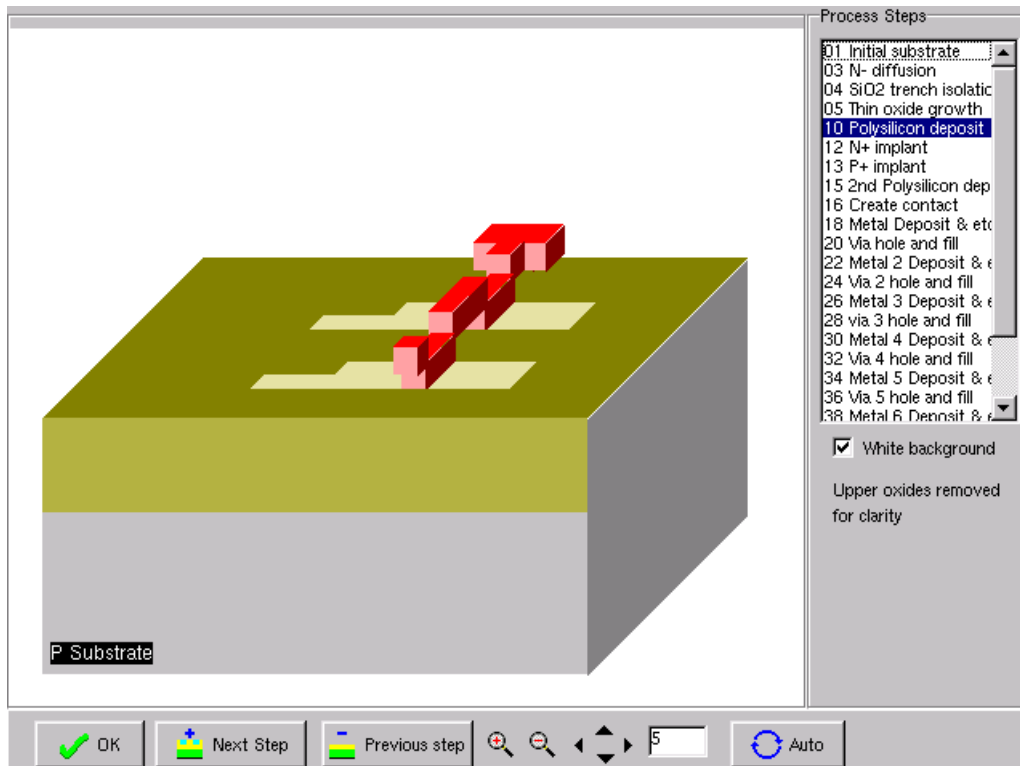 Process Steps
01 Initial substrate
03 N- diffusion
04 SiO2 trench isolatic
05 Thin oxide growth
10 Polysilicon deposit
12 N+ implant
13 P+ implant
15 2nd Polysilicon dep
16 Create contact
18 Metal Deposit & etc
20 Via hole and fill
22 Metal 2 Deposit & e
24 Via 2 hole and fill
26 Metal 3 Deposit & e
28 via 3 hole and fill
30 Metal 4 Deposit & e
32 Via 4 hole and fill
34 Metal 5 Deposit & e
36 Via 5 hole and fill
38 Metal 6 Deposit & e
White background
Upper oxides removed
for clarity
P Substrate
OK
Next Step
Previous step
5
Auto